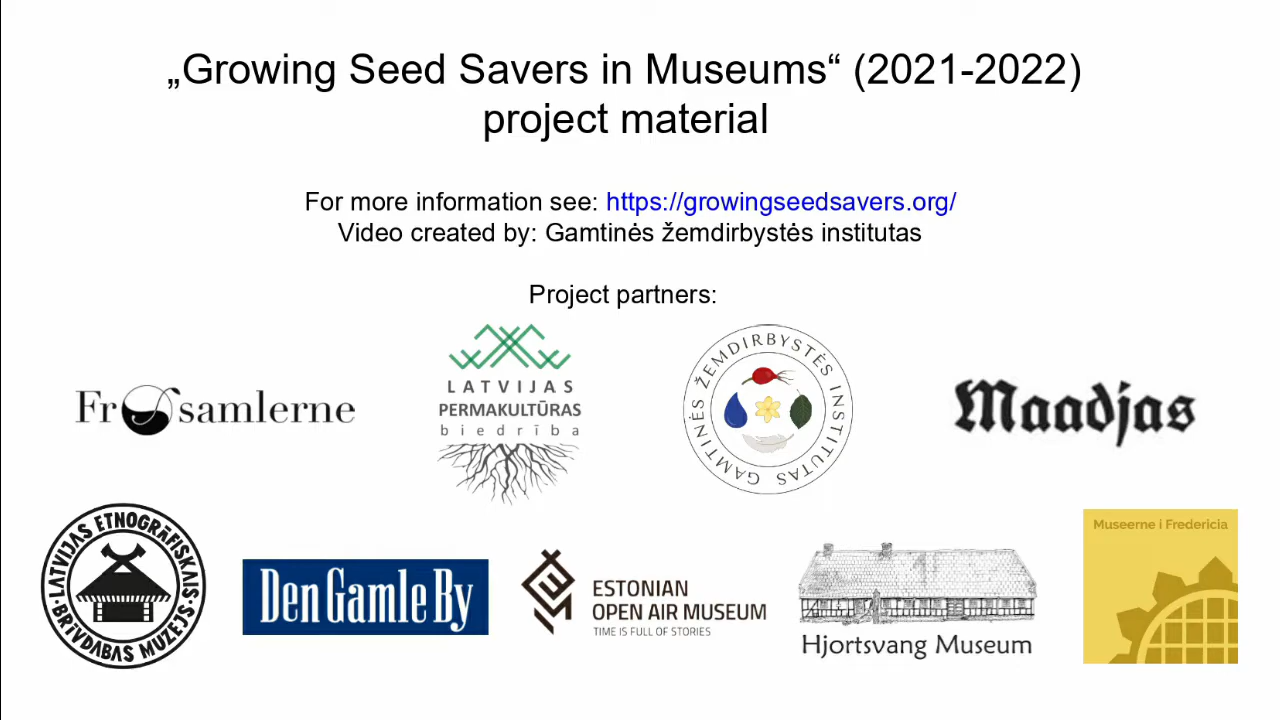 „Growing Seed Savers in Museums“ (2021-2022)
project material
For more information see: https://growingseedsavers.org/
Video created by: Gamtinės žemdirbystės institutas
Project partners:
Frøsamlerne
LATVIJAS
PERMAKULTŪRAS
biedrība
GAMTINĖS ŽEMDIRBYSTĖS INSTITUTAS
Maadjas
LATVIJAS ETNOGRĀFISKAIS
BRĪVDABAS MUZEJS
Den Gamle By
ESTONIAN
OPEN AIR MUSEUM
TIME IS FULL OF STORIES
Hjortsvang Museum
Museerne i Fredericia